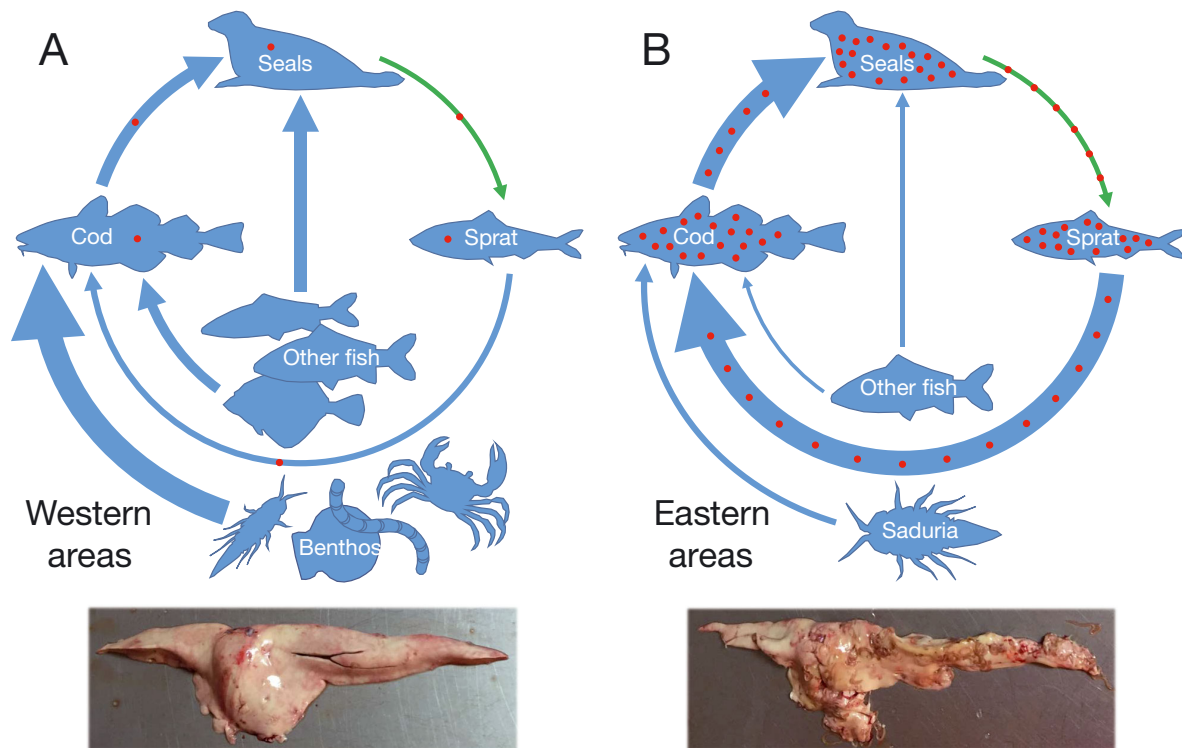 A
Seals
Cod
Sprat
Other fish
Western
areas
Benthos
B
Seals
Cod
Sprat
Other fish
Eastern
areas
Saduria